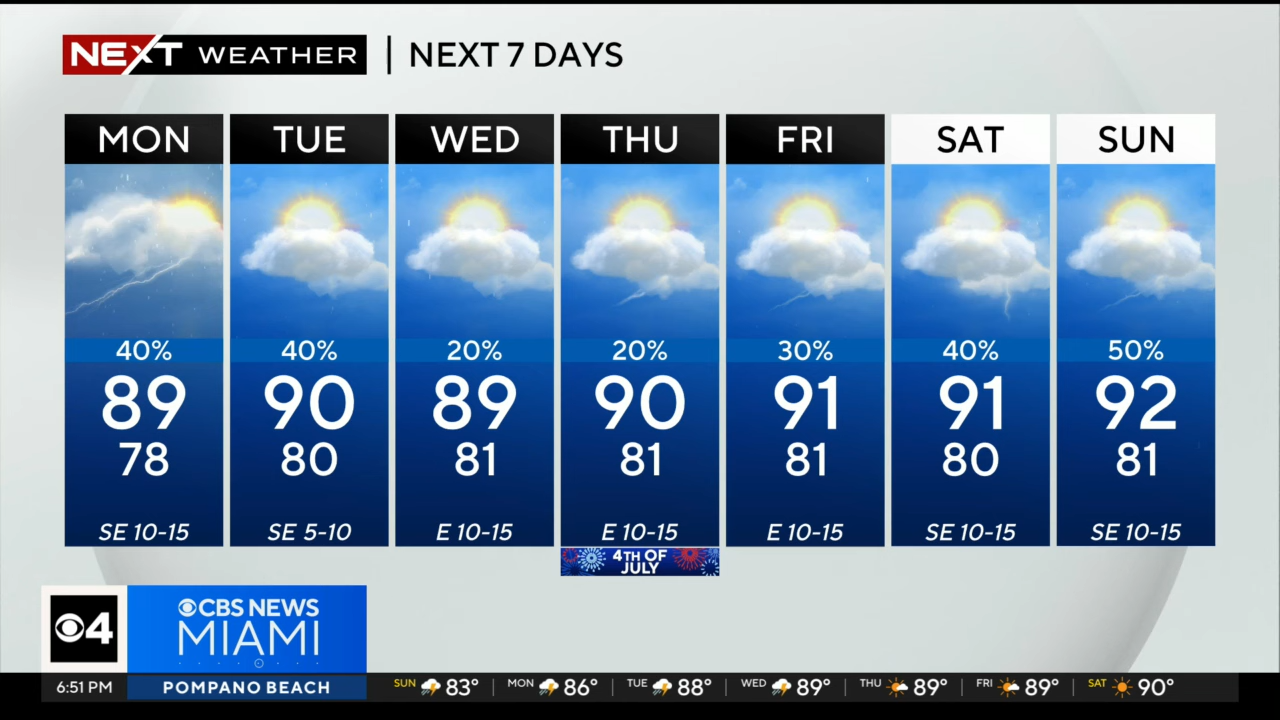 NEXT WEATHER | NEXT 7 DAYS
MON TUE WED THU FRI SAT SUN
40% 40% 20% 20% 30% 40% 50%
89 90 89 90 91 91 92
78 80 81 81 81 80 81
SE 10-15 SE 5-10 E 10-15 E 10-15 E 10-15 SE 10-15 SE 10-15
4TH OF
JULY
4 CBS NEWS
MIAMI
6:51 PM POMPANO BEACH SUN 83° MON 86° TUE 88° WED 89° THU 89° FRI 89° SAT 90°